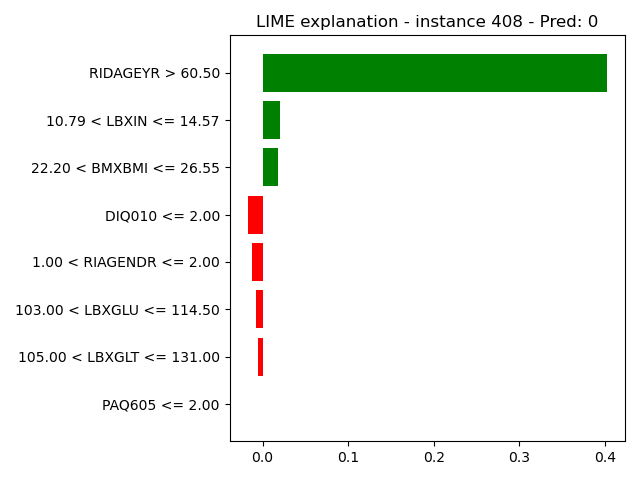 LIME explanation - instance 408 - Pred: 0
RIDAGEYR > 60.50
10.79 < LBXIN <= 14.57
22.20 < BMXBMI <= 26.55
DIQ010 <= 2.00
1.00 < RIAGENDR <= 2.00
103.00 < LBXGLU <= 114.50
105.00 < LBXGLT <= 131.00
PAQ605 <= 2.00
0.0 0.1 0.2 0.3 0.4